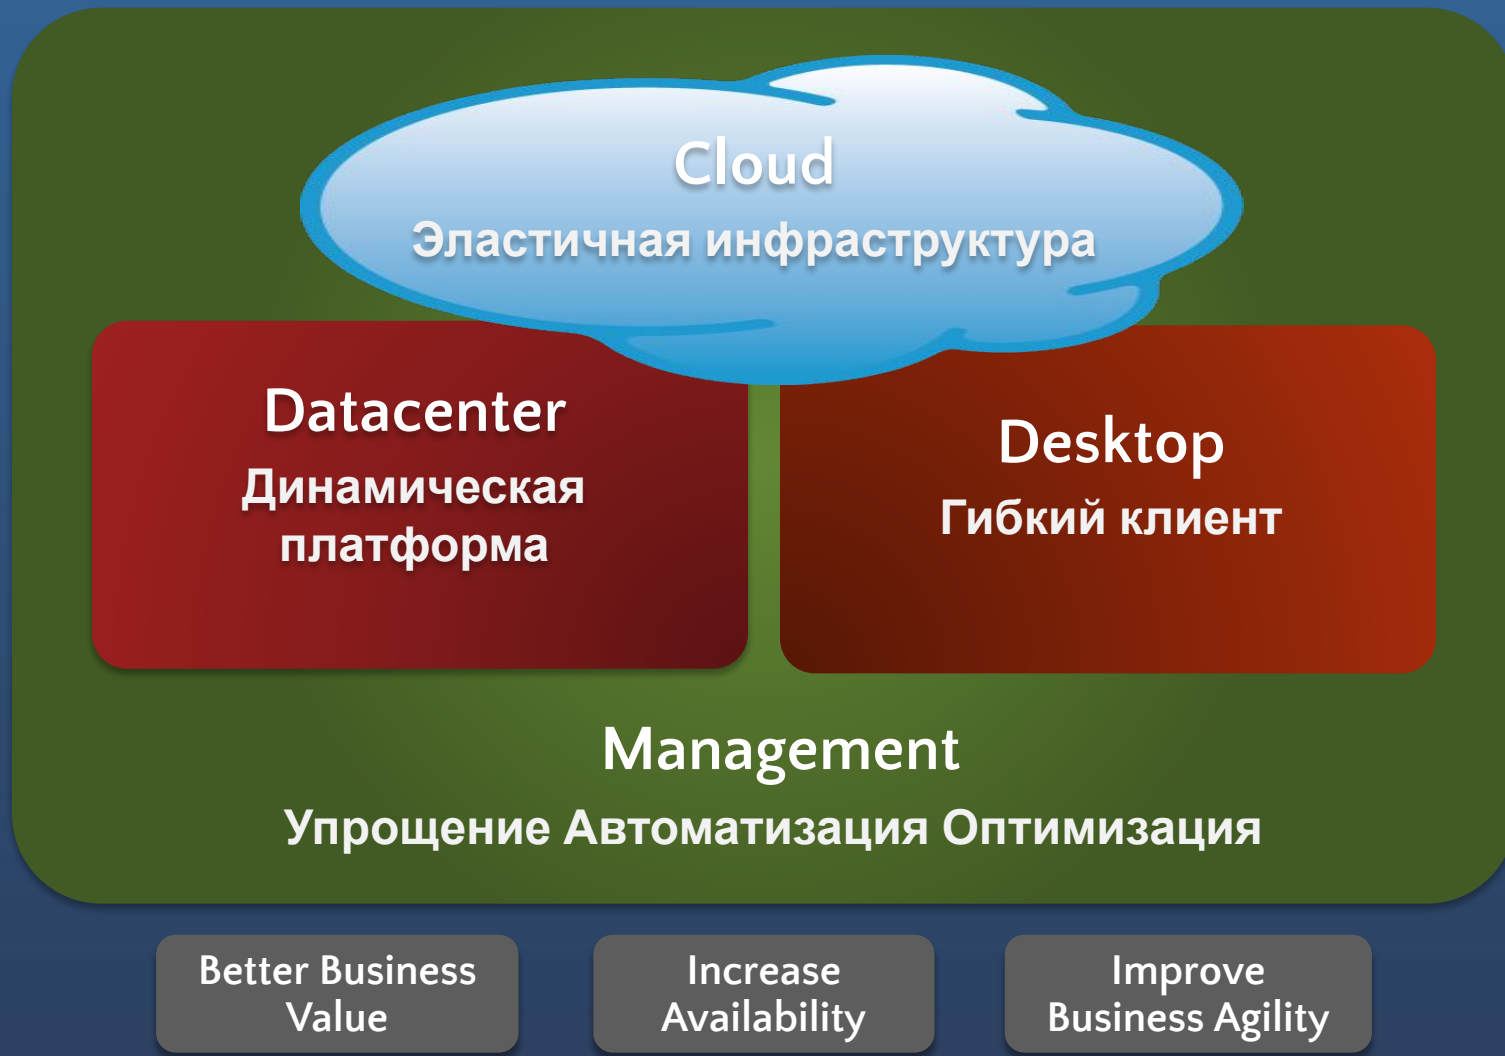 Cloud
Эластичная инфраструктура
Datacenter
Динамическая
платформа
Desktop
Гибкий клиент
Management
Упрощение Автоматизация Оптимизация
Better Business
Value
Increase
Availability
Improve
Business Agility